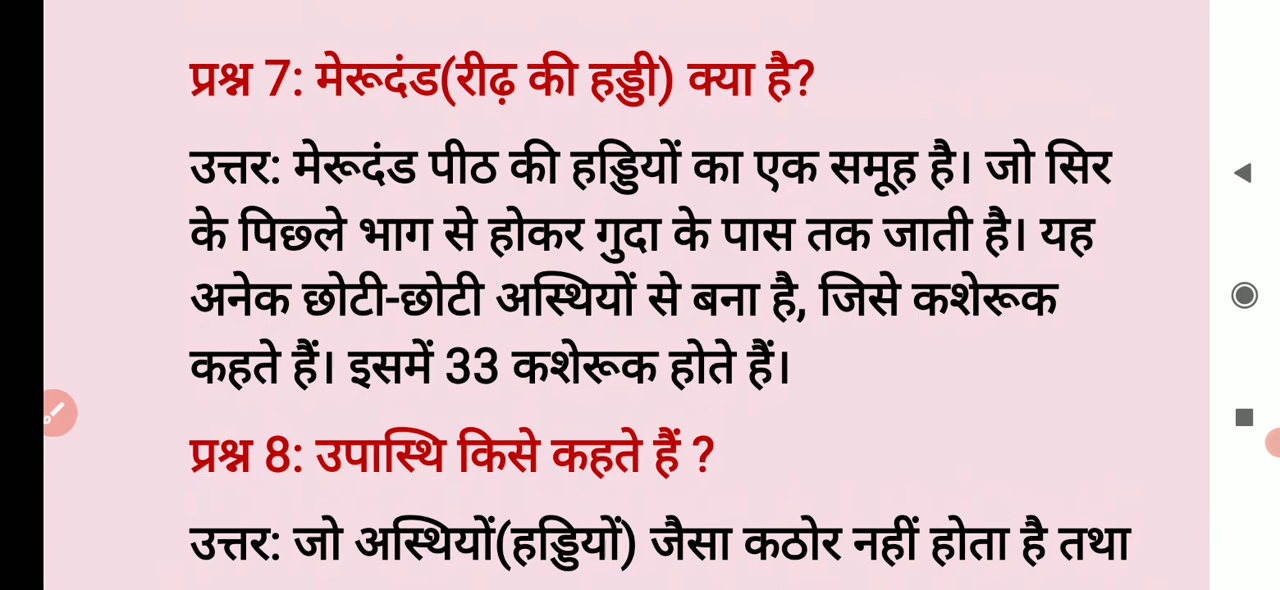 प्रश्न 7: मेरूदंड(रीढ़ की हड्डी) क्या है?
उत्तर: मेरूदंड पीठ की हड्डियों का एक समूह है। जो सिर
के पिछ्ले भाग से होकर गुदा के पास तक जाती है। यह
अनेक छोटी-छोटी अस्थियों से बना है, जिसे कशेरूक
कहते हैं। इसमें 33 कशेरूक होते हैं।
प्रश्न 8: उपास्थि किसे कहते हैं ?
उत्तर: जो अस्थियों(हड्डियों) जैसा कठोर नहीं होता है तथा